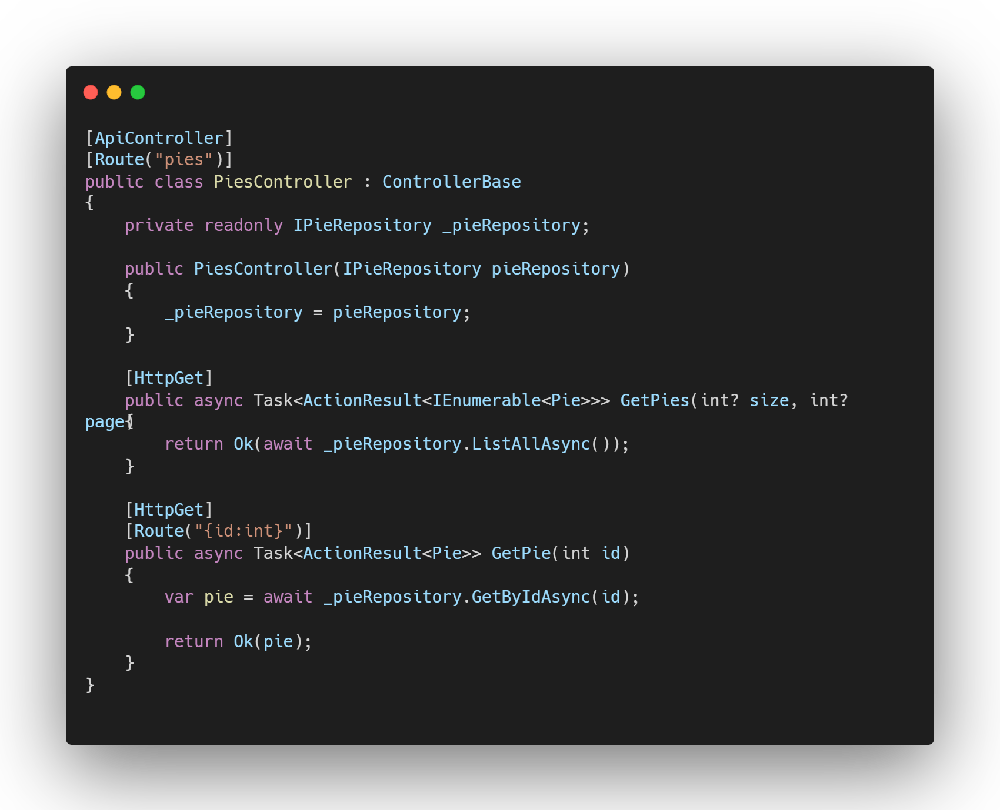 [ApiController]
[Route("pies")]
public class PiesController : ControllerBase
{
    private readonly IPieRepository _pieRepository;

    public PiesController(IPieRepository pieRepository)
    {
        _pieRepository = pieRepository;
    }

    [HttpGet]
    public async Task<ActionResult<IEnumerable<Pie>>> GetPies(int? size, int?
page)
    {
        return Ok(await _pieRepository.ListAllAsync());
    }

    [HttpGet]
    [Route("{id:int}")]
    public async Task<ActionResult<Pie>> GetPie(int id)
    {
        var pie = await _pieRepository.GetByIdAsync(id);

        return Ok(pie);
    }
}